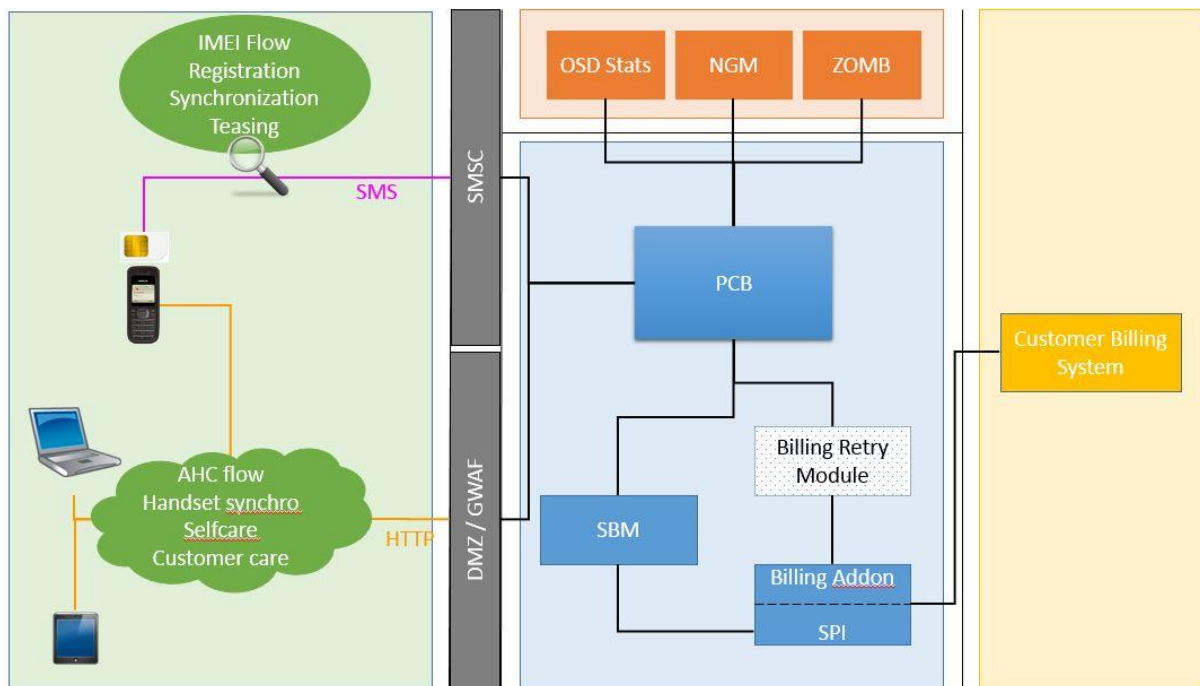 IMEI Flow
Registration
Synchronization
Teasing
SMS
SMSC
OSD Stats
NGM
ZOMB
PCB
Customer Billing
System
AHC flow
Handset synchro
Selfcare
Customer care
HTTP
DMZ / GWAF
Billing Retry
Module
SBM
Billing Addon
SPI